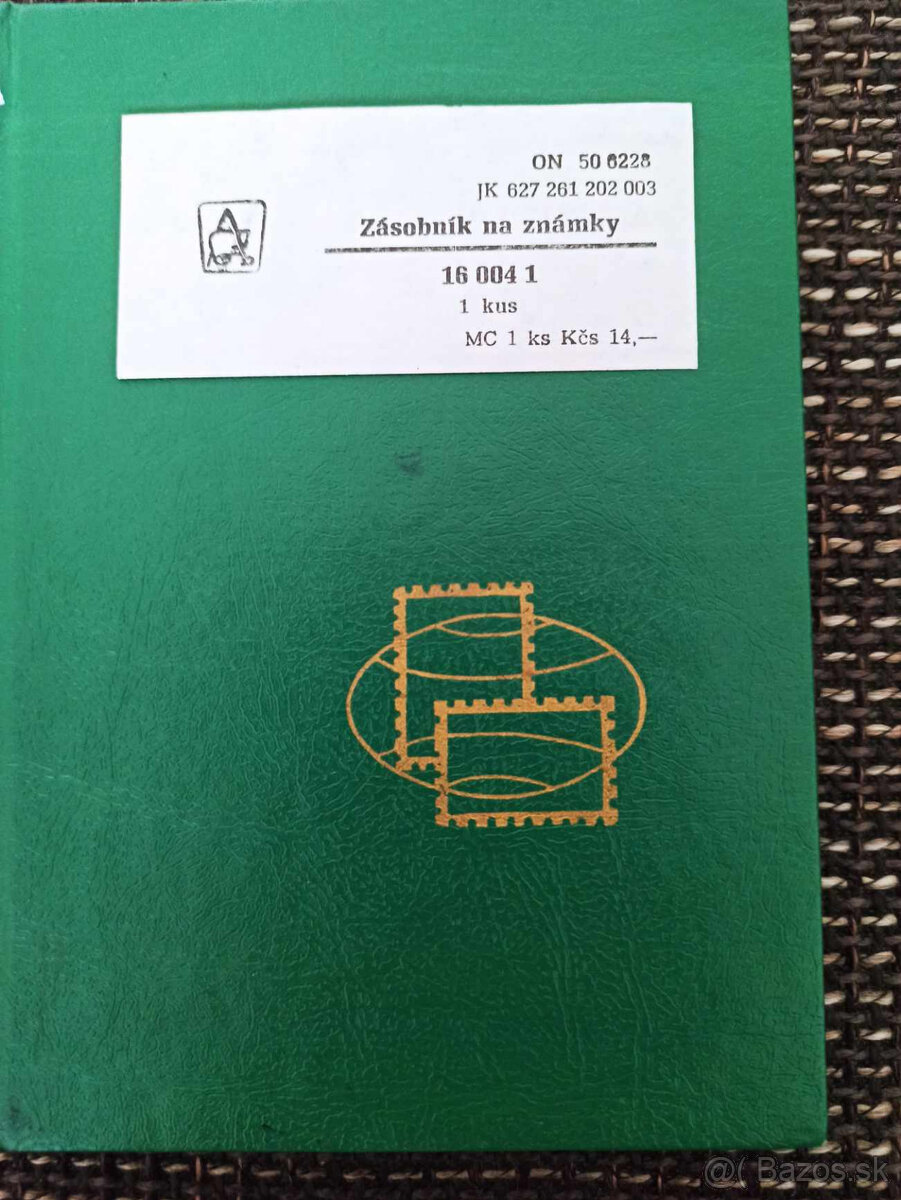 ON 50 6228
JK 627 261 202 003
Zásobník na známky
16 004 1
1 kus
MC 1 ks Kčs 14,—
@( Bazos.sk